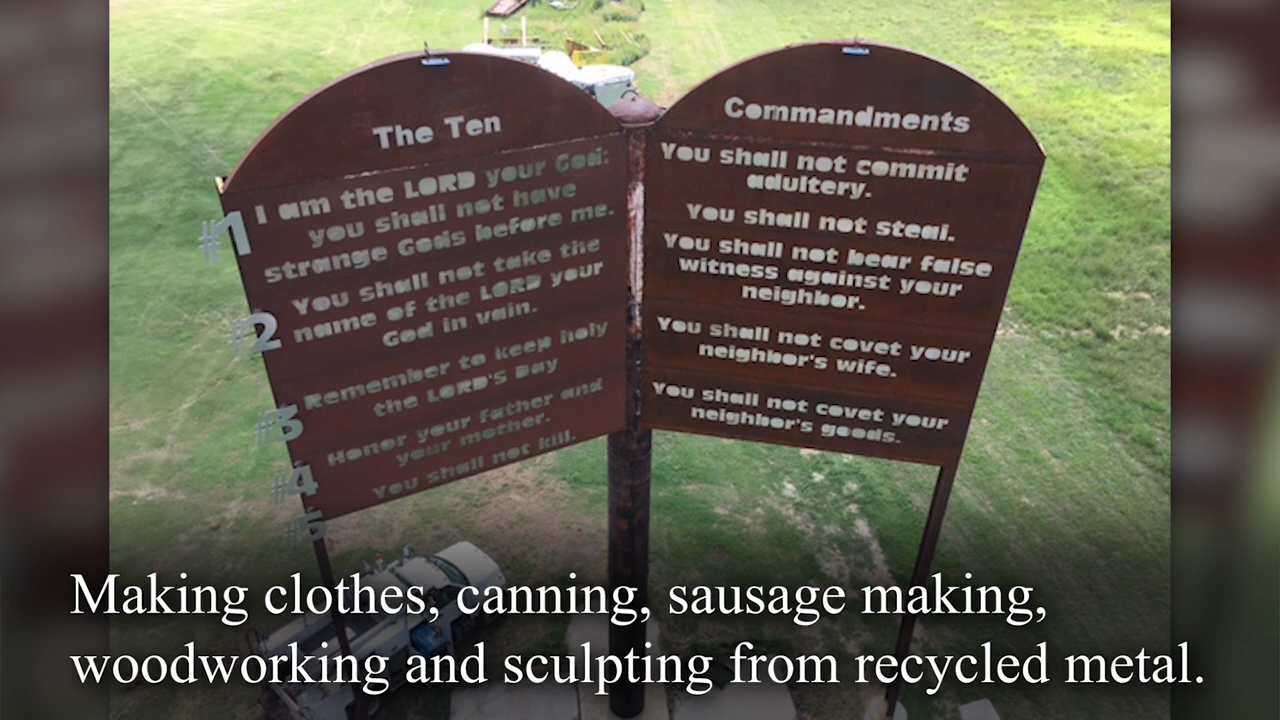 The Ten
#1 I am the LORD your God:
you shall not have
strange Gods before me.
#2 You shall not take the
name of the LORD your
God in vain.
#3 Remember to keep holy
the LORD'S Day
#4 Honor your father and
your mother.
#5 You shall not kill.
Commandments
You shall not commit
adultery.
You shall not steal.
You shall not bear false
witness against your
neighbor.
You shall not covet your
neighbor's wife.
You shall not covet your
neighbor's goods.
Making clothes, canning, sausage making,
woodworking and sculpting from recycled metal.